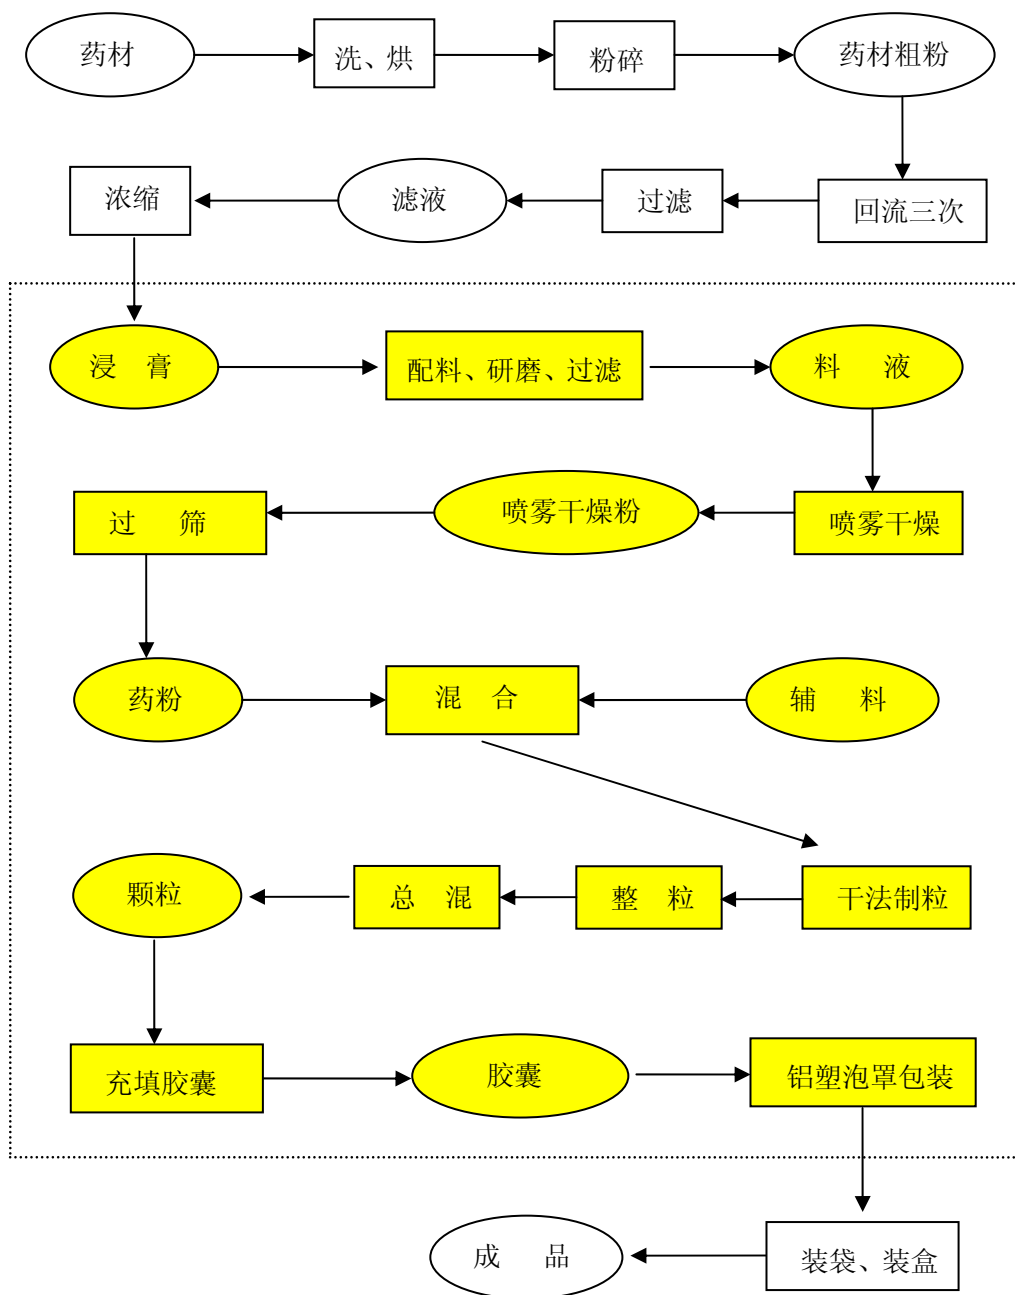 药材
洗、烘
粉碎
药材粗粉
浓缩
滤液
过滤
回流三次
浸 膏
配料、研磨、过滤
料 液
过 筛
喷雾干燥粉
喷雾干燥
药粉
混 合
辅 料
颗粒
总 混
整 粒
干法制粒
充填胶囊
胶囊
铝塑泡罩包装
成 品
装袋、装盒